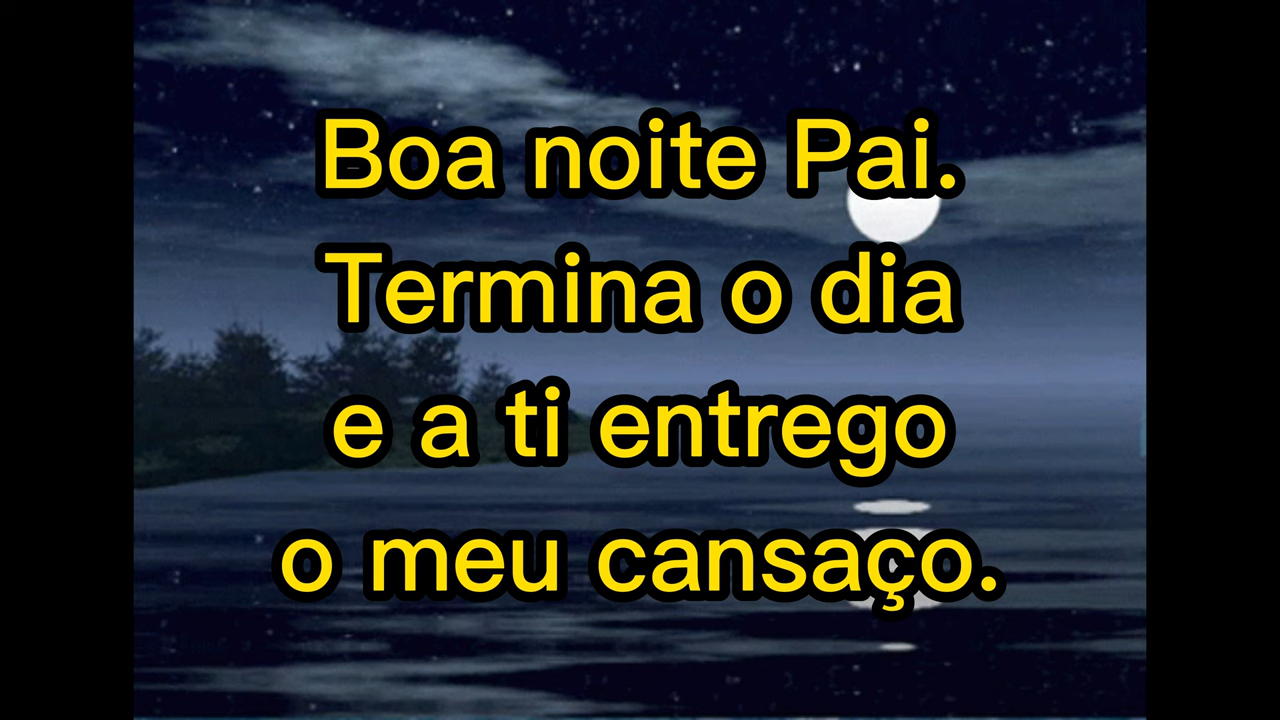 Boa noite Pai.
Termina o dia
e a ti entrego
o meu cansaço.